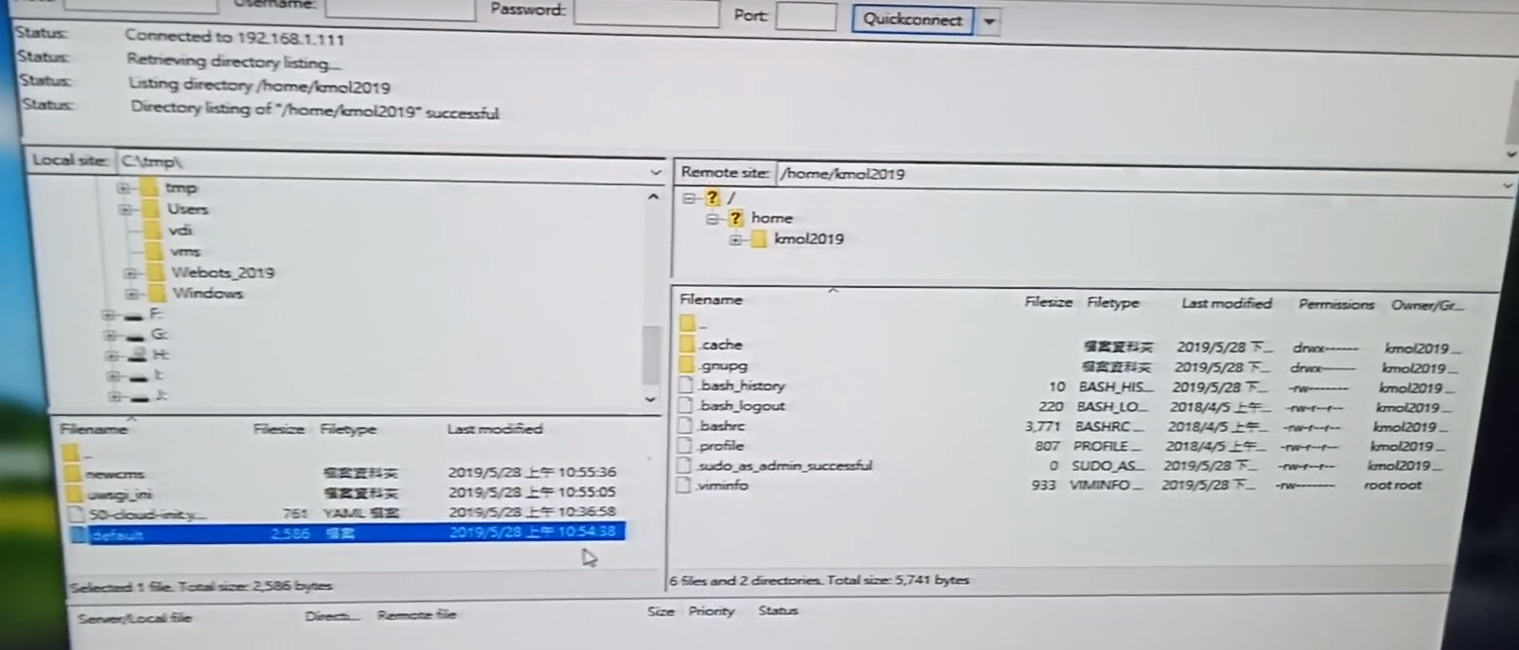 Username: Password: Port: Quickconnect
Status: Connected to 192.168.1.111
Status: Retrieving directory listing...
Status: Listing directory /home/kmol2019
Status: Directory listing of "/home/kmol2019" successful
Local site: C:\tmp\
tmp
Users
vdi
vms
Webots_2019
Windows
F:
G:
H:
I:
J:
Filename Filesize Filetype Last modified
..
newcms 檔案資料夾 2019/5/28 上午 10:55:36
uwsgi_ini 檔案資料夾 2019/5/28 上午 10:55:05
50-cloud-init.y... 761 YAML 檔案 2019/5/28 上午 10:36:58
default 2,586 檔案 2019/5/28 上午 10:54:38
Selected 1 file. Total size: 2,586 bytes
Remote site: /home/kmol2019
/
home
kmol2019
Filename Filesize Filetype Last modified Permissions Owner/Gr...
..
.cache 檔案資料夾 2019/5/28 下... drwx------ kmol2019 ...
.gnupg 檔案資料夾 2019/5/28 下... drwx------ kmol2019 ...
.bash_history 10 BASH_HIS... 2019/5/28 下... -rw------- kmol2019 ...
.bash_logout 220 BASH_LO... 2018/4/5 上午... -rw-r--r-- kmol2019 ...
.bashrc 3,771 BASHRC ... 2018/4/5 上午... -rw-r--r-- kmol2019 ...
.profile 807 PROFILE ... 2018/4/5 上午... -rw-r--r-- kmol2019 ...
.sudo_as_admin_successful 0 SUDO_AS... 2019/5/28 下... -rw-r--r-- kmol2019 ...
.viminfo 933 VIMINFO ... 2019/5/28 下... -rw------- root root
6 files and 2 directories. Total size: 5,741 bytes
Server/Local file Directi... Remote file Size Priority Status